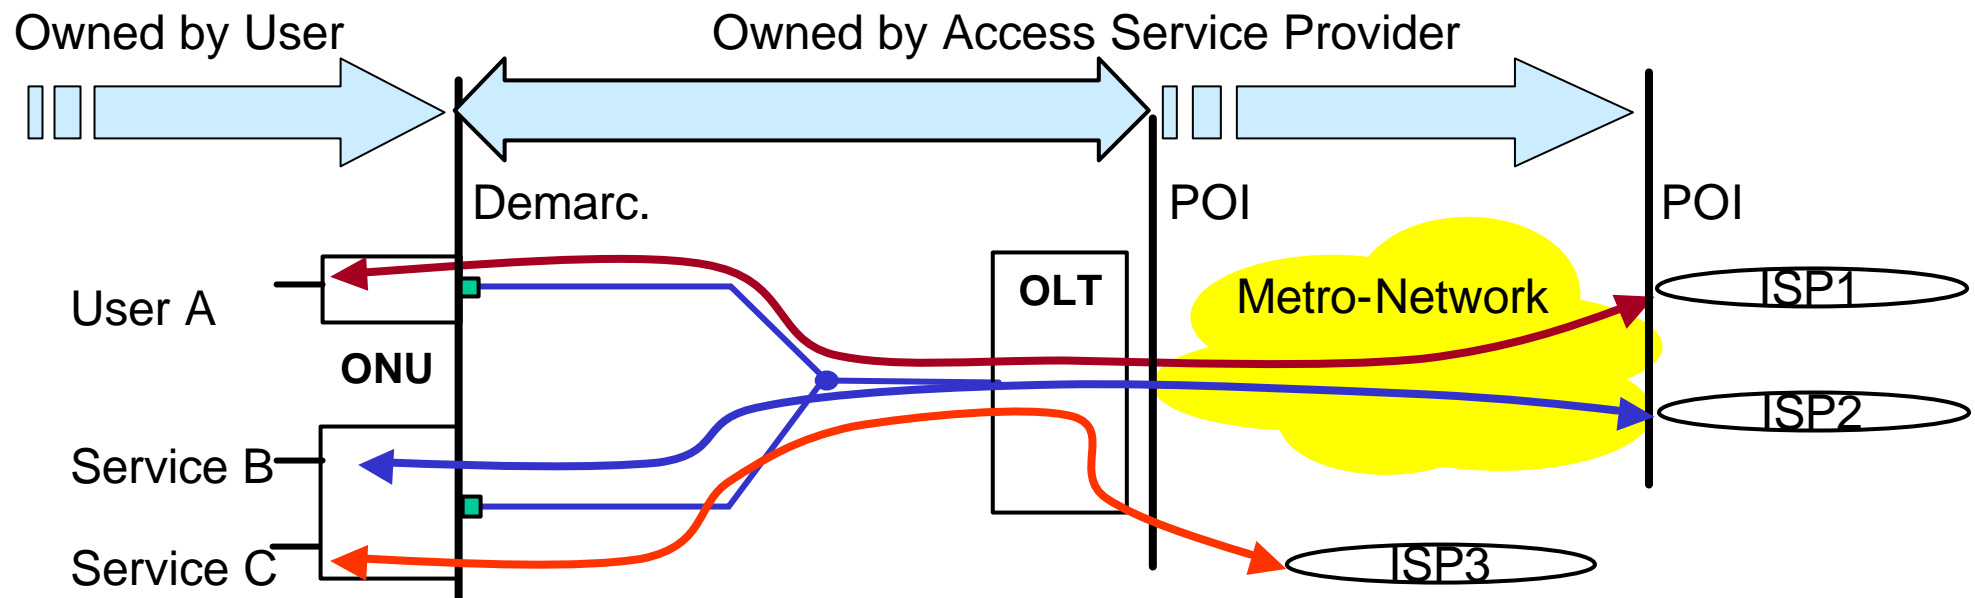 Owned by User
Owned by Access Service Provider
Demarc.
POI
POI
User A
OLT
Metro-Network
ISP1
ONU
ISP2
Service B
Service C
ISP3